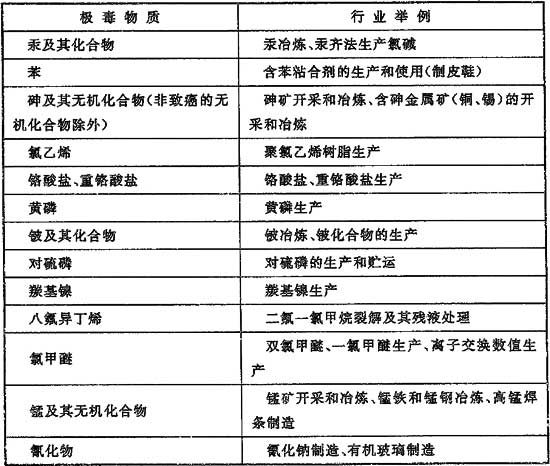 极毒物质 行业举例
汞及其化合物 汞冶炼、汞齐法生产氯碱
苯 含苯粘合剂的生产和使用(制皮鞋)
砷及其无机化合物(非致癌的无 砷矿开采和冶炼、含砷金属矿(铜、锡)的开
机化合物除外) 采和冶炼
氯乙烯 聚氯乙烯树脂生产
铬酸盐、重铬酸盐 铬酸盐、重铬酸盐生产
黄磷 黄磷生产
铍及其化合物 铍冶炼、铍化合物的生产
对硫磷 对硫磷的生产和贮运
羰基镍 羰基镍生产
八氟异丁烯 二氟一氯甲烷裂解及其残液处理
氯甲醚 双氯甲醚、一氯甲醚生产、离子交换数值生
产
锰及其无机化合物 锰矿开采和冶炼、锰铁和锰钢冶炼、高锰焊
条制造
氰化物 氰化钠制造、有机玻璃制造